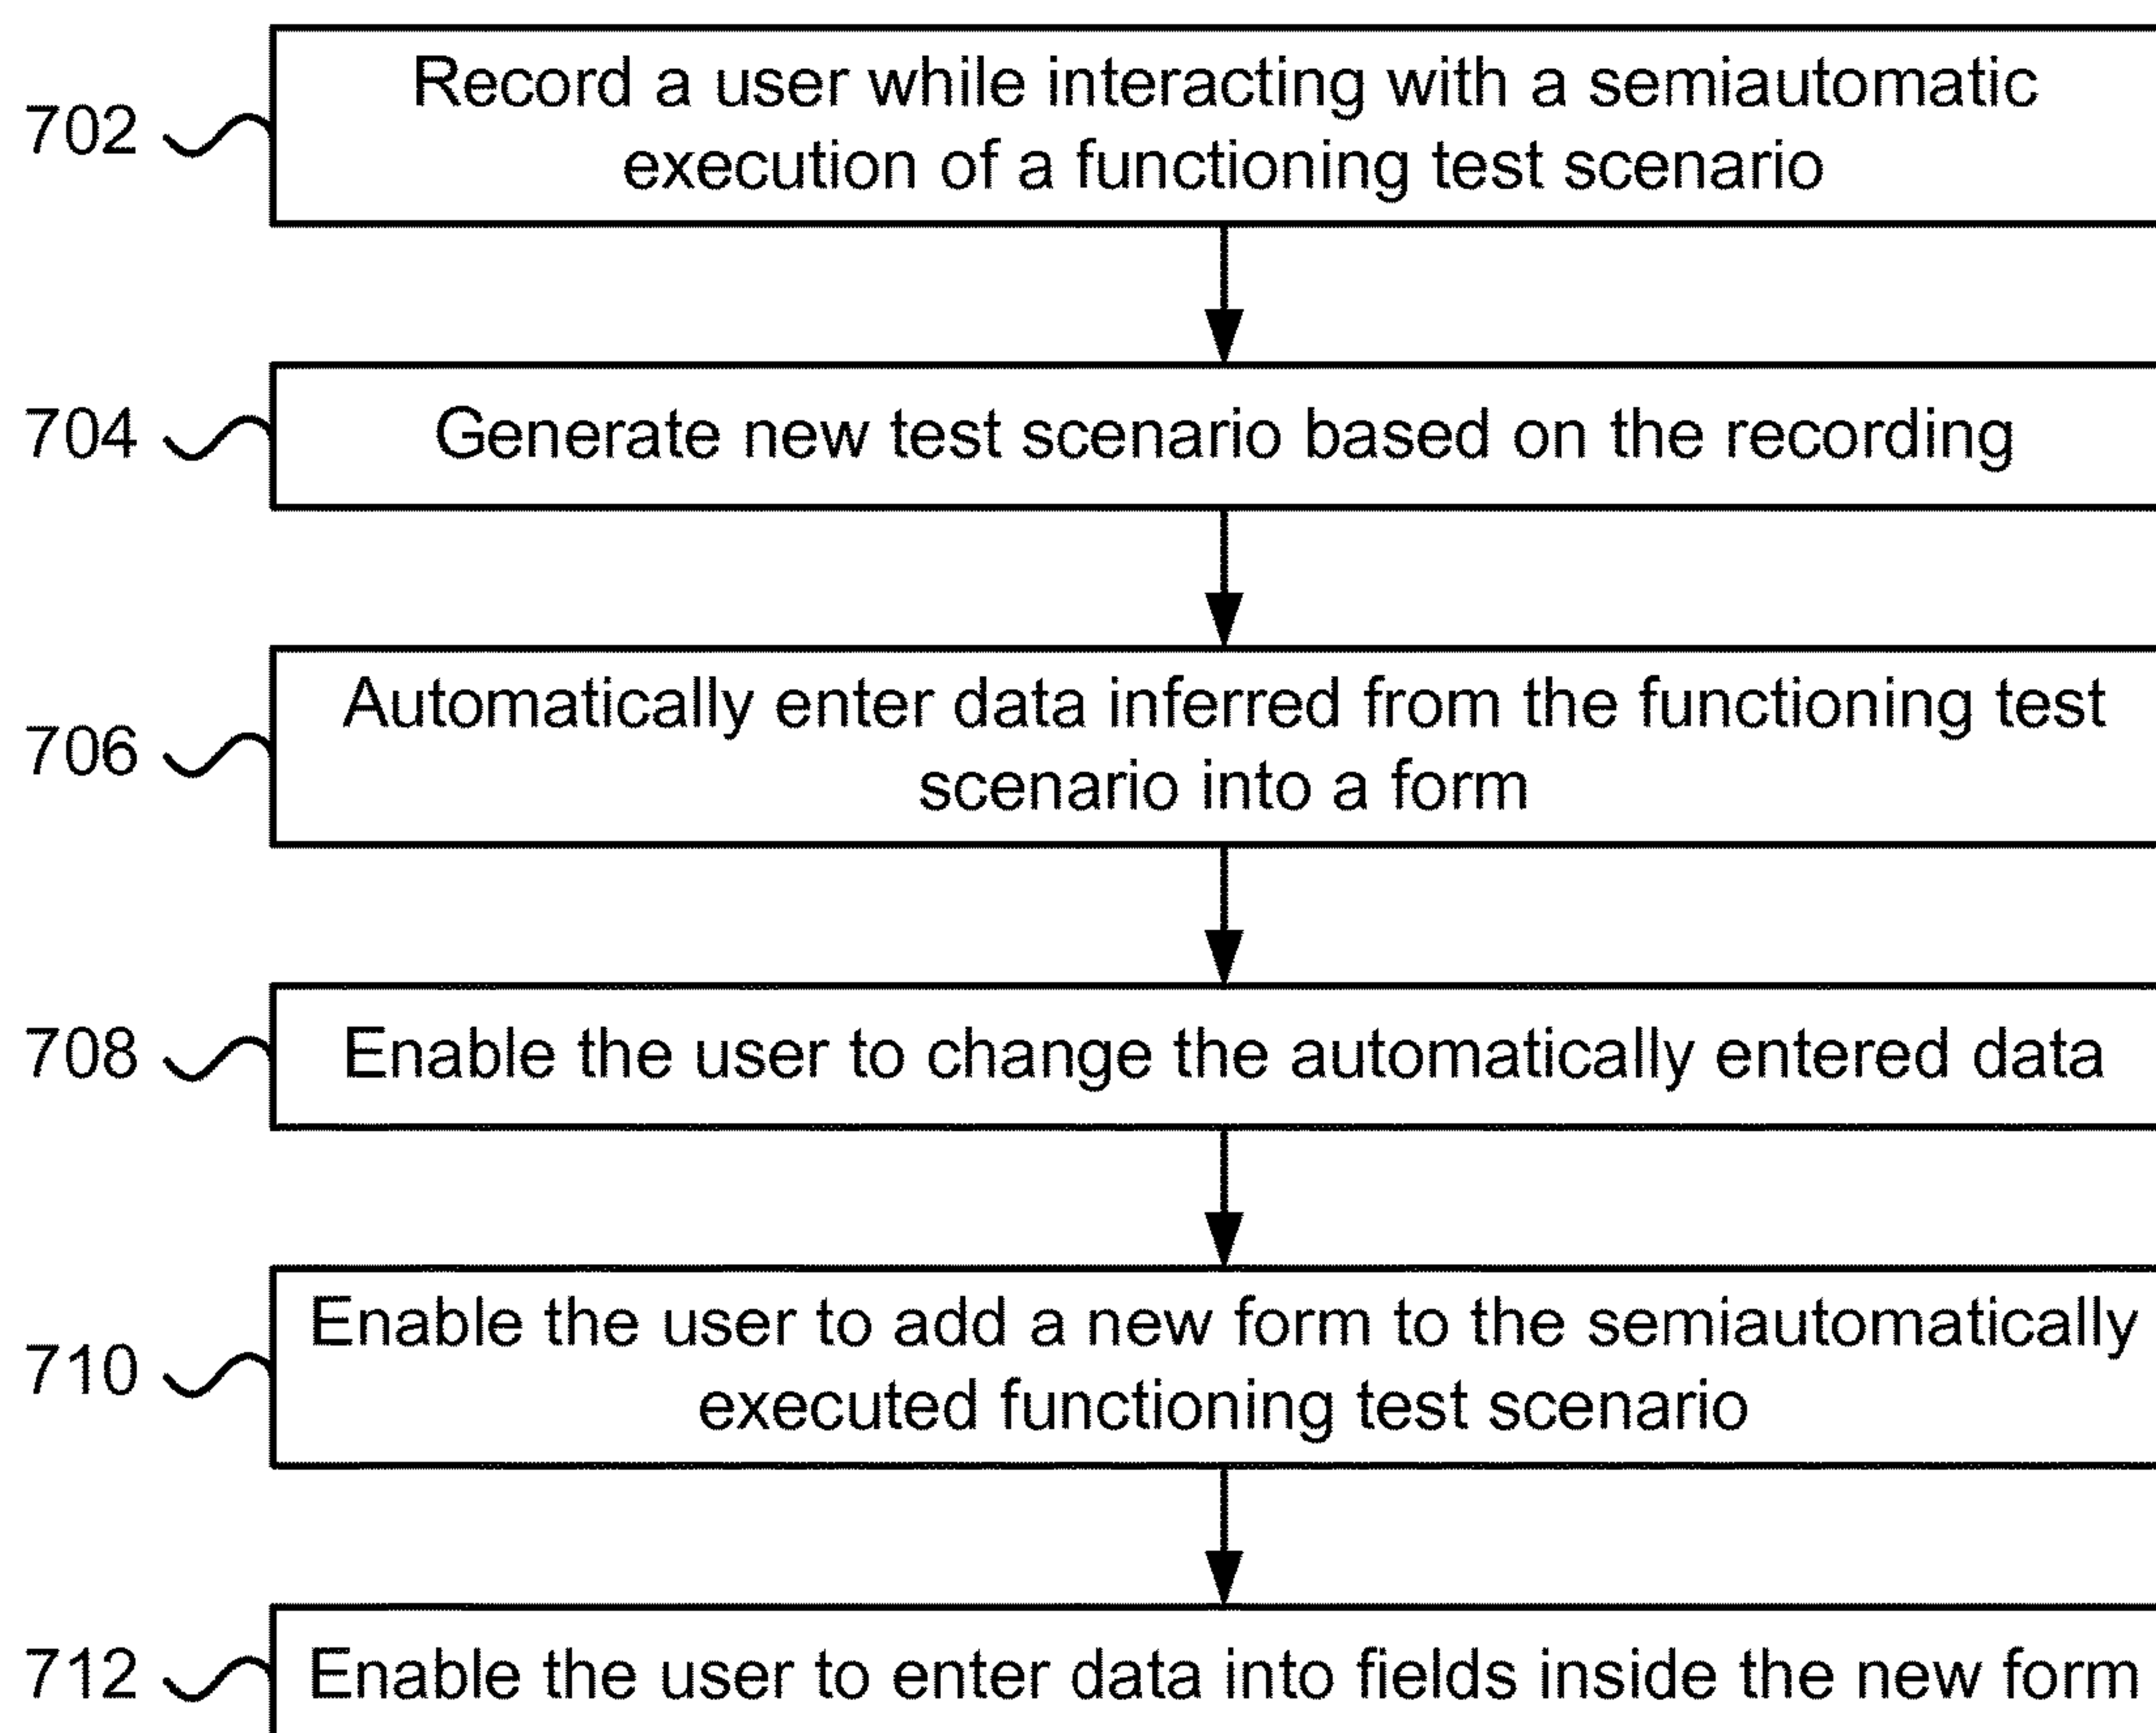 702
Record a user while interacting with a semiautomatic
execution of a functioning test scenario
704
Generate new test scenario based on the recording
706
Automatically enter data inferred from the functioning test
scenario into a form
708
Enable the user to change the automatically entered data
710
Enable the user to add a new form to the semiautomatically
executed functioning test scenario
712
Enable the user to enter data into fields inside the new form